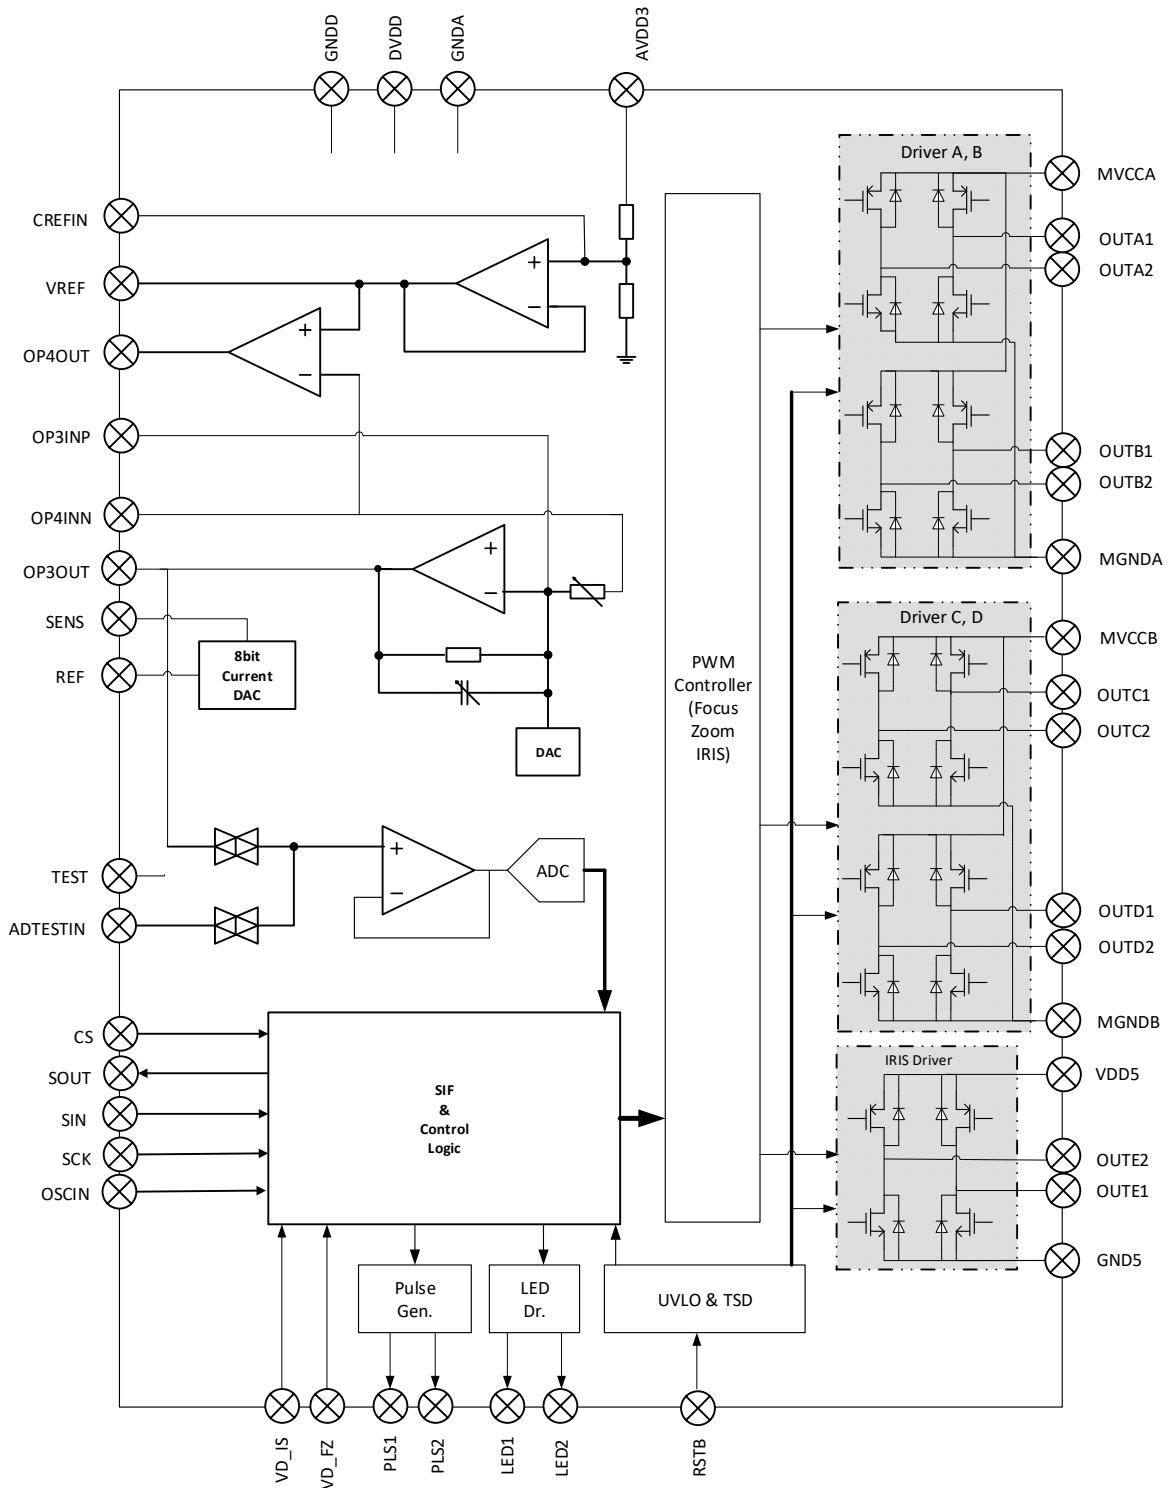 GNDD
DVDD
GNDA
AVDD3
CREFIN
VREF
OP4OUT
OP3INP
OP4INN
OP3OUT
SENS
REF
TEST
ADTESTIN
CS
SOUT
SIN
SCK
OSCIN
+
−
+
−
+
−
8bit
Current
DAC
DAC
+
−
ADC
SIF
&
Control
Logic
PWM
Controller
(Focus
Zoom
IRIS)
Pulse
Gen.
LED
Dr.
UVLO & TSD
Driver A, B
Driver C, D
IRIS Driver
MVCCA
OUTA1
OUTA2
OUTB1
OUTB2
MGNDA
MVCCB
OUTC1
OUTC2
OUTD1
OUTD2
MGNDB
VDD5
OUTE2
OUTE1
GND5
VD_IS
VD_FZ
PLS1
PLS2
LED1
LED2
RSTB